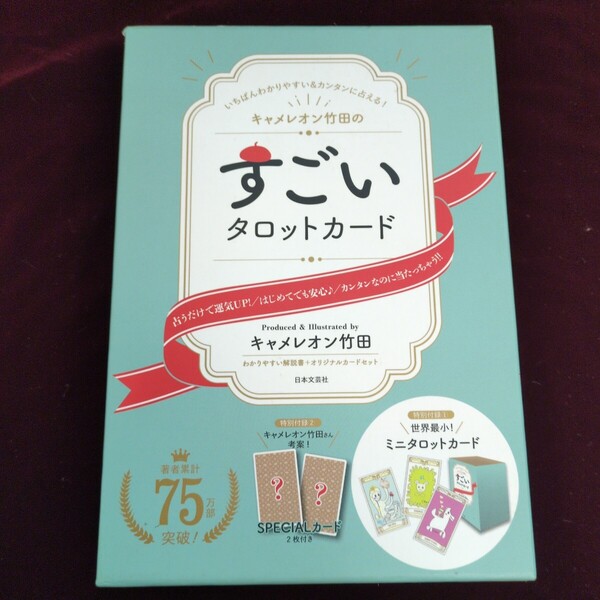 いちばんわかりやすい&カンタンに占える!
キャメレオン竹田の
すごい
タロットカード
占うだけで運気UP!/はじめてでも安心♪/カンタンなのに当たっちゃう!!
Produced & Illustrated by
キャメレオン竹田
わかりやすい解説書+オリジナルカードセット
日本文芸社
著者累計
75万部
突破!
特別付録2
キャメレオン竹田さん
考案!
?
?
SPECIALカード
2枚付き
特別付録1
世界最小!
ミニタロットカード
すごい